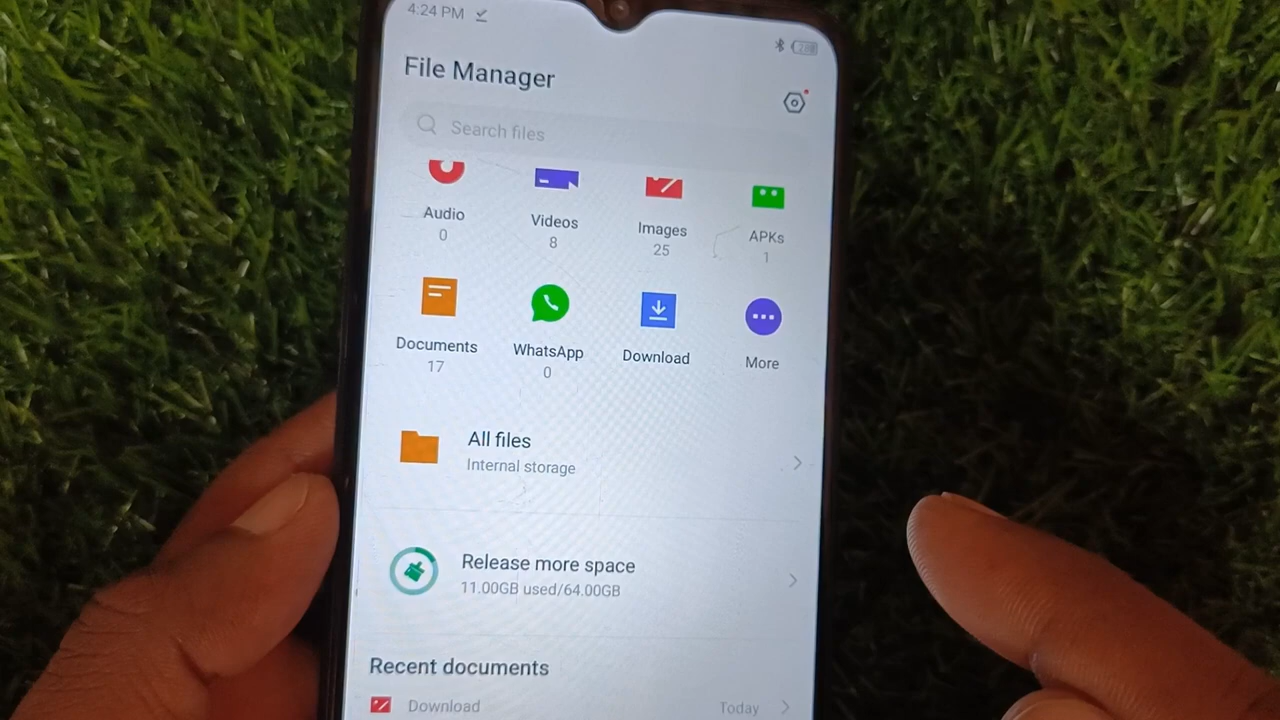 4:24 PM
File Manager
Search files
Audio
0
Videos
8
Images
25
APKs
1
Documents
17
WhatsApp
0
Download
More
All files
Internal storage
Release more space
11.00GB used/64.00GB
Recent documents
Download
Today